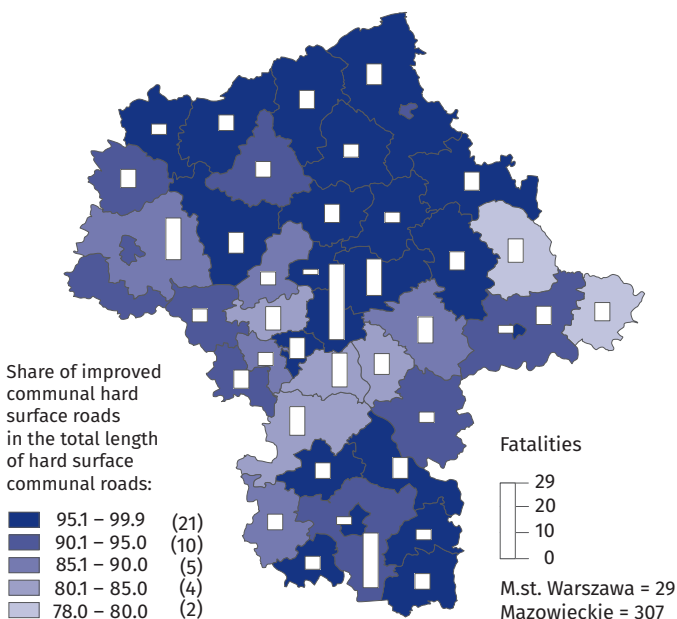 Share of improved
communal hard
surface roads
in the total length
of hard surface
communal roads:
95.1 – 99.9 (21)
90.1 – 95.0 (10)
85.1 – 90.0 (5)
80.1 – 85.0 (4)
78.0 – 80.0 (2)
Fatalities
29
20
10
0
M.st. Warszawa = 29
Mazowieckie = 307